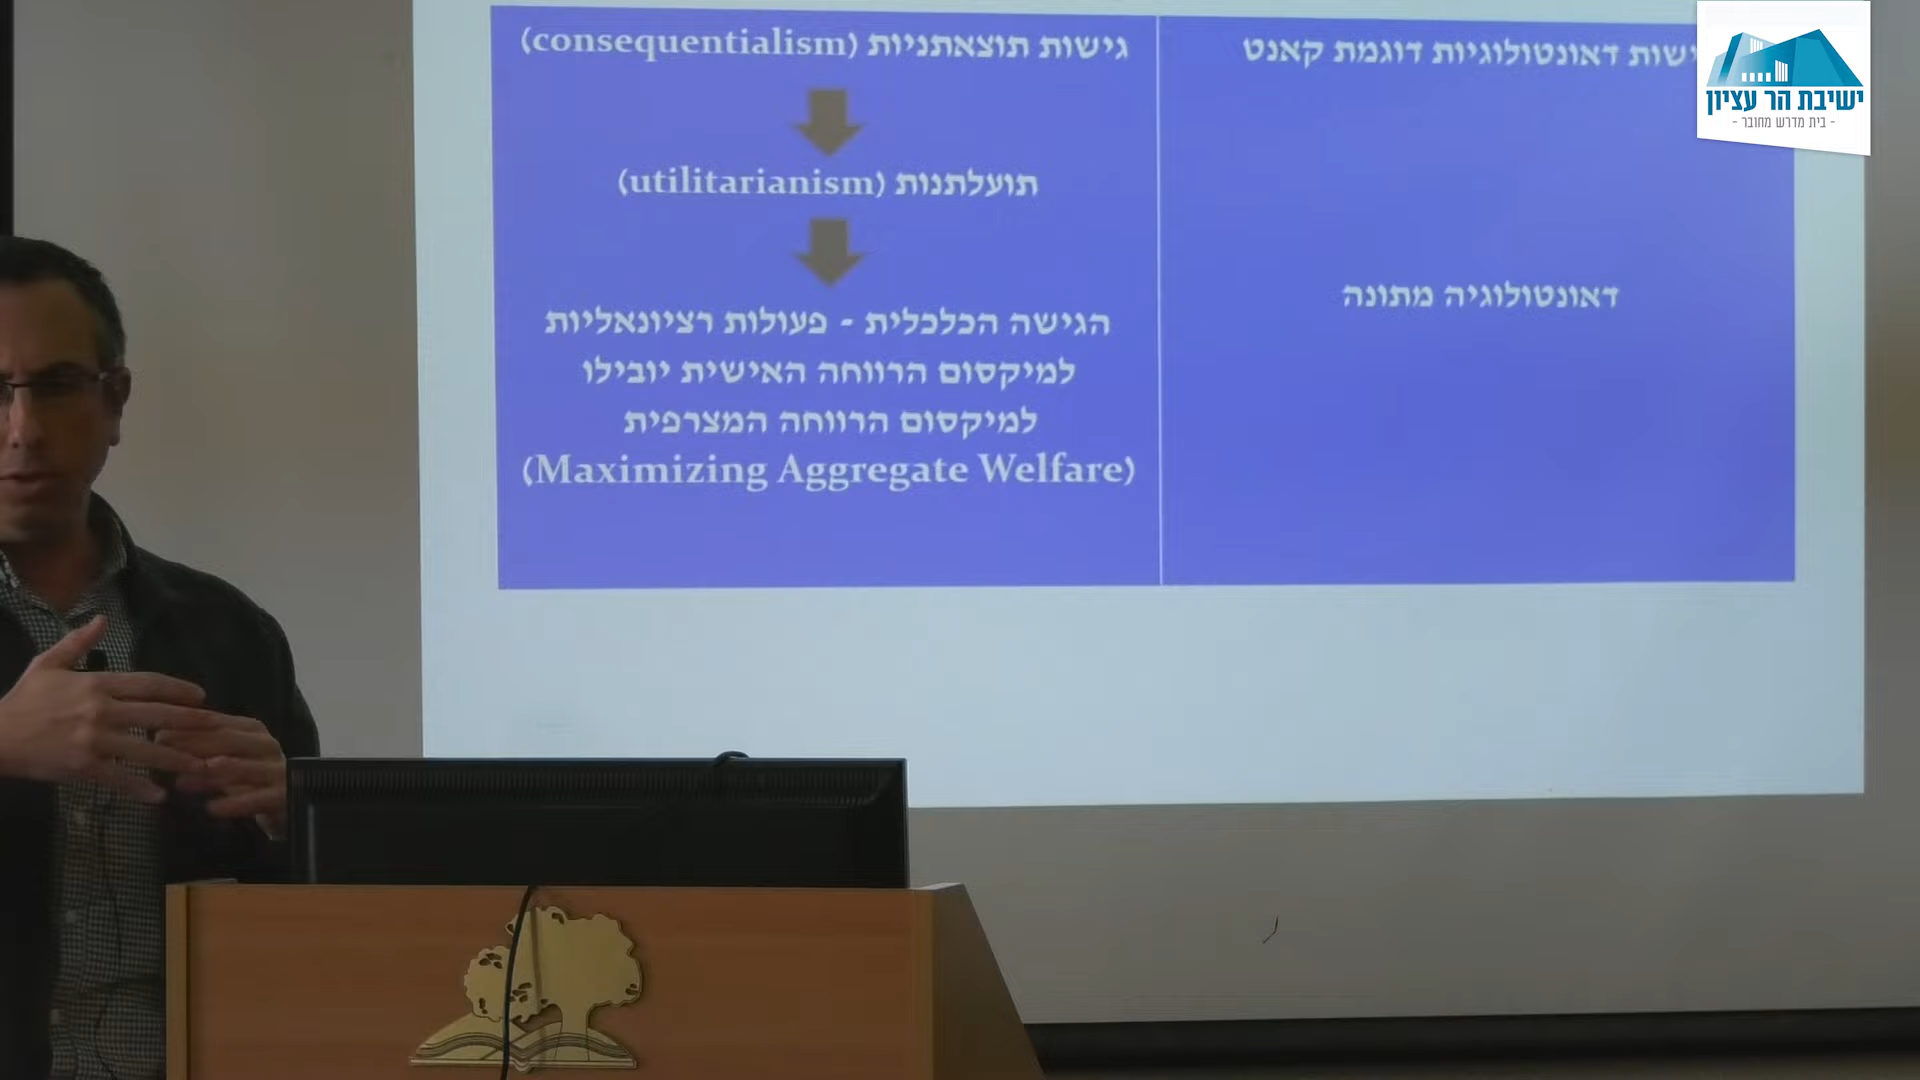 ישות דאונטולוגיות דוגמת קאנט
דאונטולוגיה מתונה
גישות תוצאתניות (consequentialism)
תועלתנות (utilitarianism)
הגישה הכלכלית - פעולות רציונאליות
למיקסום הרווחה האישית יובילו
למיקסום הרווחה המצרפית
(Maximizing Aggregate Welfare)
ישיבת הר עציון
- בית מדרש מחובר -